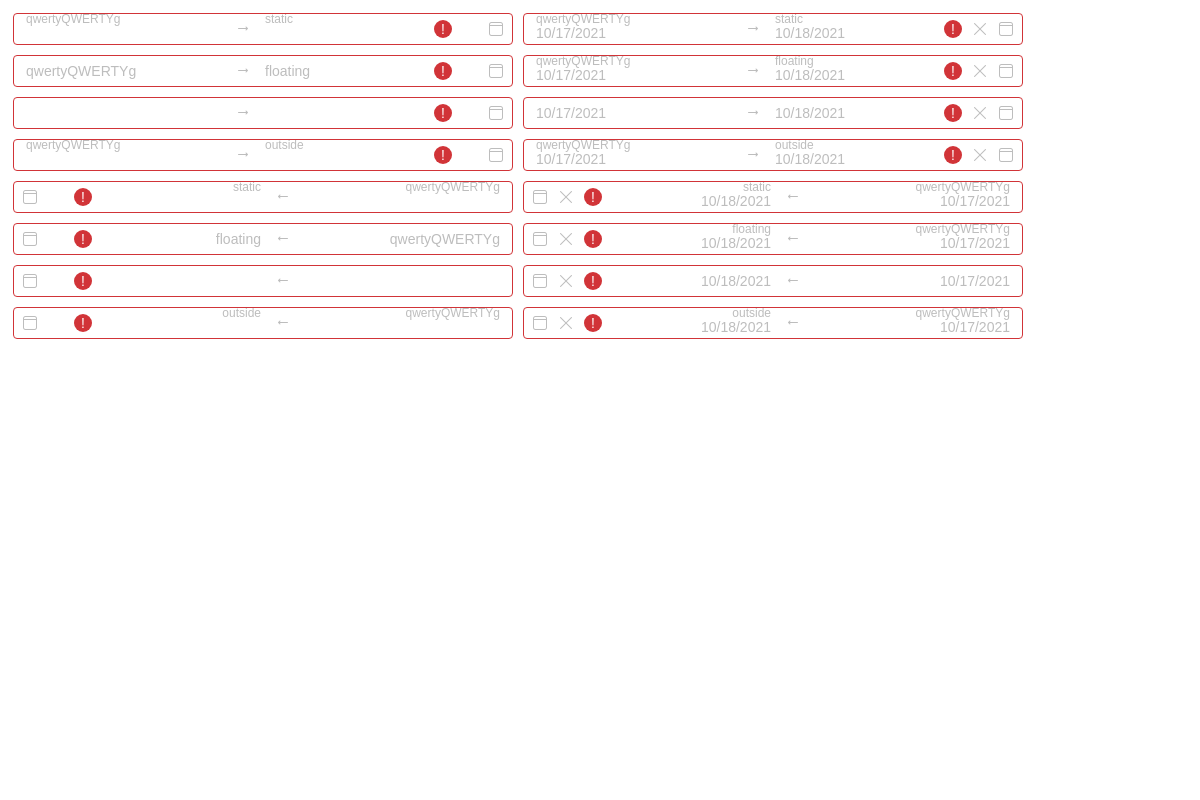 qwertyQWERTYg → static !
qwertyQWERTYg → static !
10/17/2021 10/18/2021
qwertyQWERTYg → floating !
qwertyQWERTYg → floating !
10/17/2021 10/18/2021
→ !
10/17/2021 → 10/18/2021 !
qwertyQWERTYg → outside !
qwertyQWERTYg → outside !
10/17/2021 10/18/2021
! static ← qwertyQWERTYg
! static ← qwertyQWERTYg
10/18/2021 10/17/2021
! floating ← qwertyQWERTYg
! floating ← qwertyQWERTYg
10/18/2021 10/17/2021
! ←
! 10/18/2021 ← 10/17/2021
! outside ← qwertyQWERTYg
! outside ← qwertyQWERTYg
10/18/2021 10/17/2021